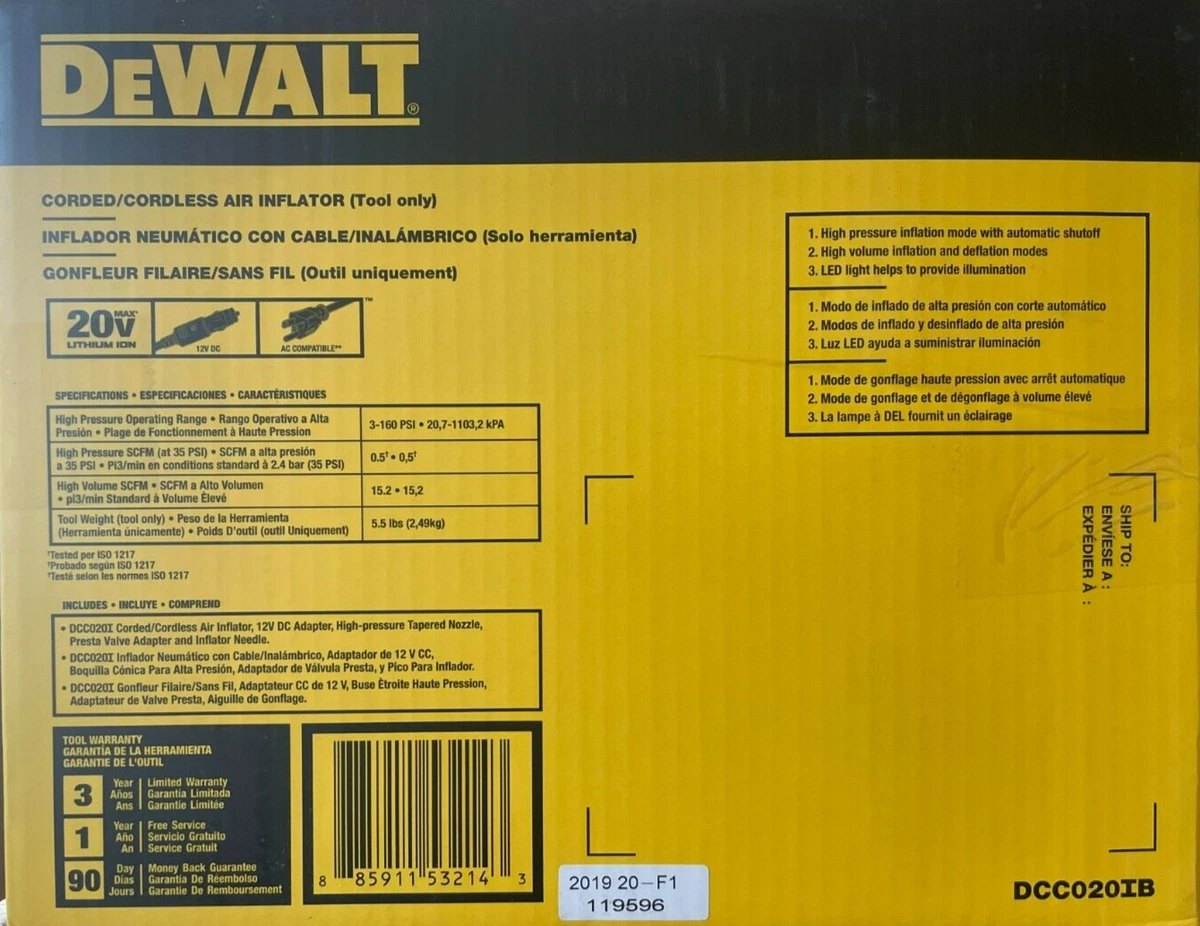 DEWALT®
CORDED/CORDLESS AIR INFLATOR (Tool only)
INFLADOR NEUMÁTICO CON CABLE/INALÁMBRICO (Solo herramienta)
GONFLEUR FILAIRE/SANS FIL (Outil uniquement)
20V MAX*
LITHIUM ION
12V DC
AC COMPATIBLE**
TM
1. High pressure inflation mode with automatic shutoff
2. High volume inflation and deflation modes
3. LED light helps to provide illumination
1. Modo de inflado de alta presión con corte automático
2. Modos de inflado y desinflado de alta presión
3. Luz LED ayuda a suministrar iluminación
1. Mode de gonflage haute pression avec arrêt automatique
2. Mode de gonflage et de dégonflage à volume élevé
3. La lampe à DEL fournit un éclairage
SPECIFICATIONS • ESPECIFICACIONES • CARACTÉRISTIQUES
High Pressure Operating Range • Rango Operativo a Alta
Presión • Plage de Fonctionnement à Haute Pression
3-160 PSI • 20,7-1103,2 kPA
High Pressure SCFM (at 35 PSI) • SCFM a alta presión
a 35 PSI • Pi3/min en conditions standard à 2.4 bar (35 PSI)
0.5† • 0,5†
High Volume SCFM • SCFM a Alto Volumen
• pi3/min Standard à Volume Élevé
15.2 • 15,2
Tool Weight (tool only) • Peso de la Herramienta
(Herramienta únicamente) • Poids D'outil (outil Uniquement)
5.5 lbs (2,49kg)
†Tested per ISO 1217
†Probado según ISO 1217
†Testé selon les normes ISO 1217
INCLUDES • INCLUYE • COMPREND
• DCC020I Corded/Cordless Air Inflator, 12V DC Adapter, High-pressure Tapered Nozzle,
Presta Valve Adapter and Inflator Needle.
• DCC020I Inflador Neumático con Cable/Inalámbrico, Adaptador de 12 V CC,
Boquilla Cónica Para Alta Presión, Adaptador de Válvula Presta, y Pico Para Inflador.
• DCC020I Gonfleur Filaire/Sans Fil, Adaptateur CC de 12 V, Buse Étroite Haute Pression,
Adaptateur de Valve Presta, Aiguille de Gonflage.
SHIP TO:
ENVÍESE A :
EXPÉDIER À :
TOOL WARRANTY
GARANTÍA DE LA HERRAMIENTA
GARANTIE DE L'OUTIL
3
Year Limited Warranty
Años Garantia Limitada
Ans Garantie Limitée
1
Year Free Service
Año Servicio Gratuito
An Service Gratuit
90
Day Money Back Guarantee
Dias Garantía De Reembolso
Jours Garantie De Remboursement
8 85911 53214 3
2019 20-F1
119596
DCC020IB